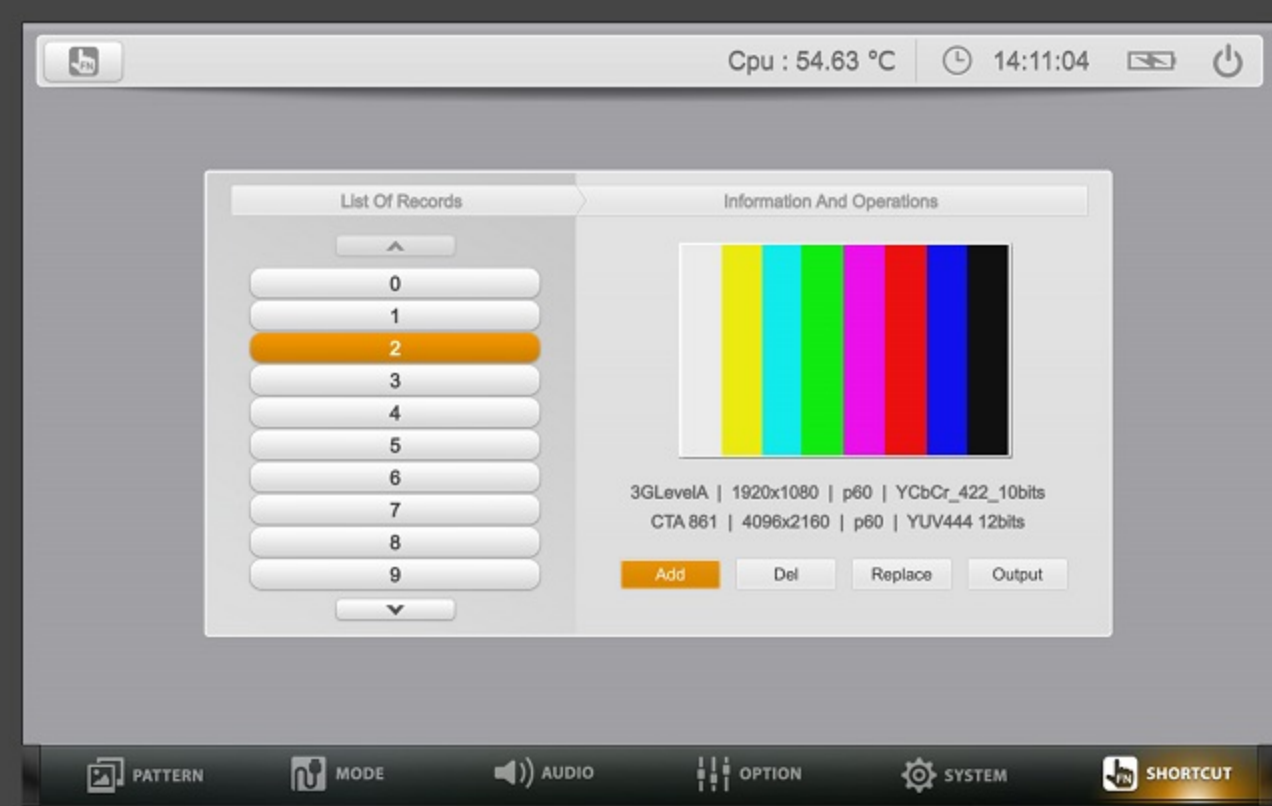 FN
Cpu : 54.63 °C
14:11:04
List Of Records
Information And Operations
0
1
2
3
4
5
6
7
8
9
3GLevelA | 1920x1080 | p60 | YCbCr_422_10bits
CTA 861 | 4096x2160 | p60 | YUV444 12bits
Add Del Replace Output
PATTERN MODE AUDIO OPTION SYSTEM FN SHORTCUT